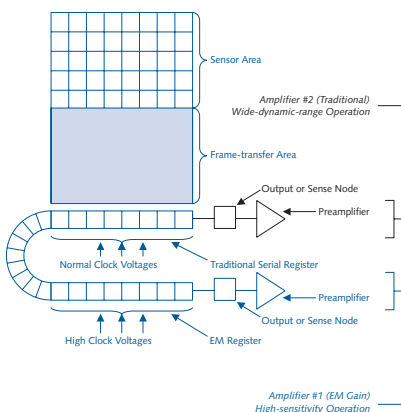 Sensor Area
Amplifier #2 (Traditional)
Wide-dynamic-range Operation
Frame-transfer Area
Output or Sense Node
Preamplifier
Normal Clock Voltages
Traditional Serial Register
Preamplifier
Output or Sense Node
High Clock Voltages
EM Register
Amplifier #1 (EM Gain)
High-sensitivity Operation